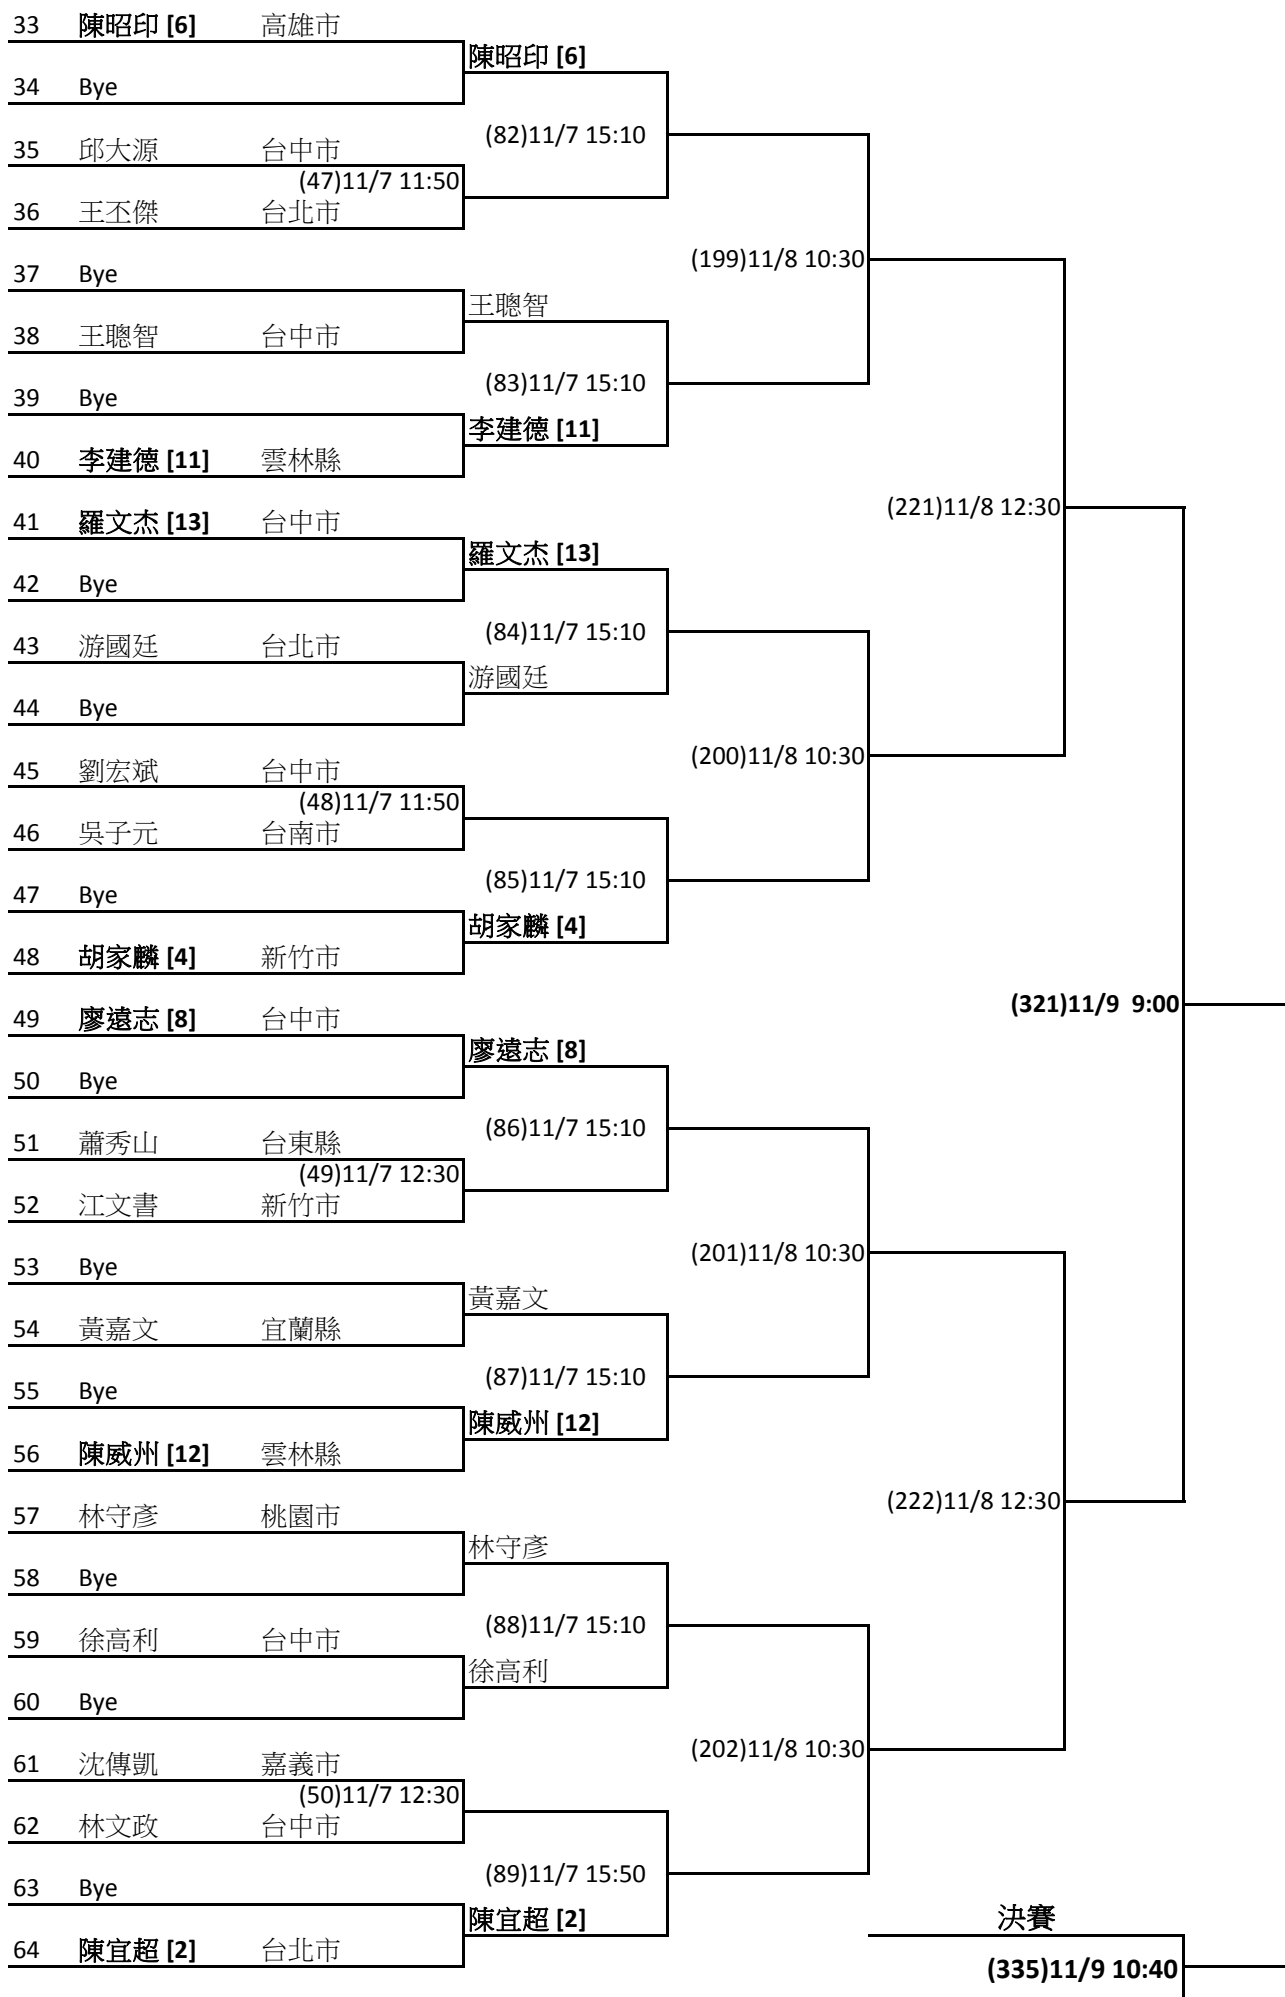 33 陳昭印 [6] 高雄市
陳昭印 [6]
34 Bye
(82)11/7 15:10
35 邱大源 台中市
(47)11/7 11:50
36 王丕傑 台北市
(199)11/8 10:30
37 Bye
王聰智
38 王聰智 台中市
(83)11/7 15:10
39 Bye
李建德 [11]
40 李建德 [11] 雲林縣
(221)11/8 12:30
41 羅文杰 [13] 台中市
羅文杰 [13]
42 Bye
(84)11/7 15:10
43 游國廷 台北市
游國廷
44 Bye
(200)11/8 10:30
45 劉宏斌 台中市
(48)11/7 11:50
46 吳子元 台南市
(85)11/7 15:10
47 Bye
胡家麟 [4]
48 胡家麟 [4] 新竹市
(321)11/9 9:00
49 廖遠志 [8] 台中市
廖遠志 [8]
50 Bye
(86)11/7 15:10
51 蕭秀山 台東縣
(49)11/7 12:30
52 江文書 新竹市
(201)11/8 10:30
53 Bye
黃嘉文
54 黃嘉文 宜蘭縣
(87)11/7 15:10
55 Bye
陳威州 [12]
56 陳威州 [12] 雲林縣
(222)11/8 12:30
57 林守彥 桃園市
林守彥
58 Bye
(88)11/7 15:10
59 徐高利 台中市
徐高利
60 Bye
(202)11/8 10:30
61 沈傳凱 嘉義市
(50)11/7 12:30
62 林文政 台中市
(89)11/7 15:50
63 Bye
陳宜超 [2]
決賽
64 陳宜超 [2] 台北市
(335)11/9 10:40